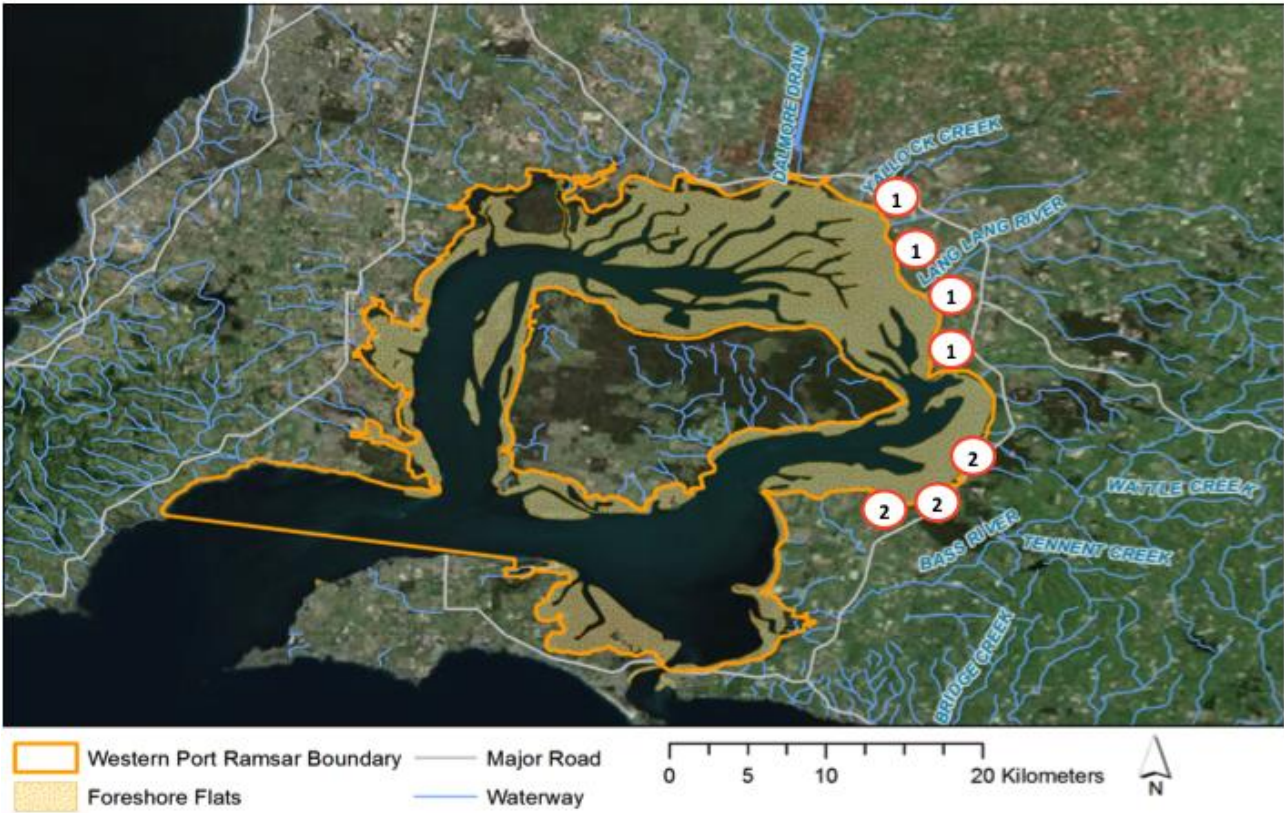 DALMORE DRAIN
YALLOCK CREEK
1
1
LANG LANG RIVER
1
1
2
WATTLE CREEK
2
2
BASS RIVER
TENNENT CREEK
BRIDGE CREEK
Western Port Ramsar Boundary
Major Road
Foreshore Flats
Waterway
0 5 10 20 Kilometers
N